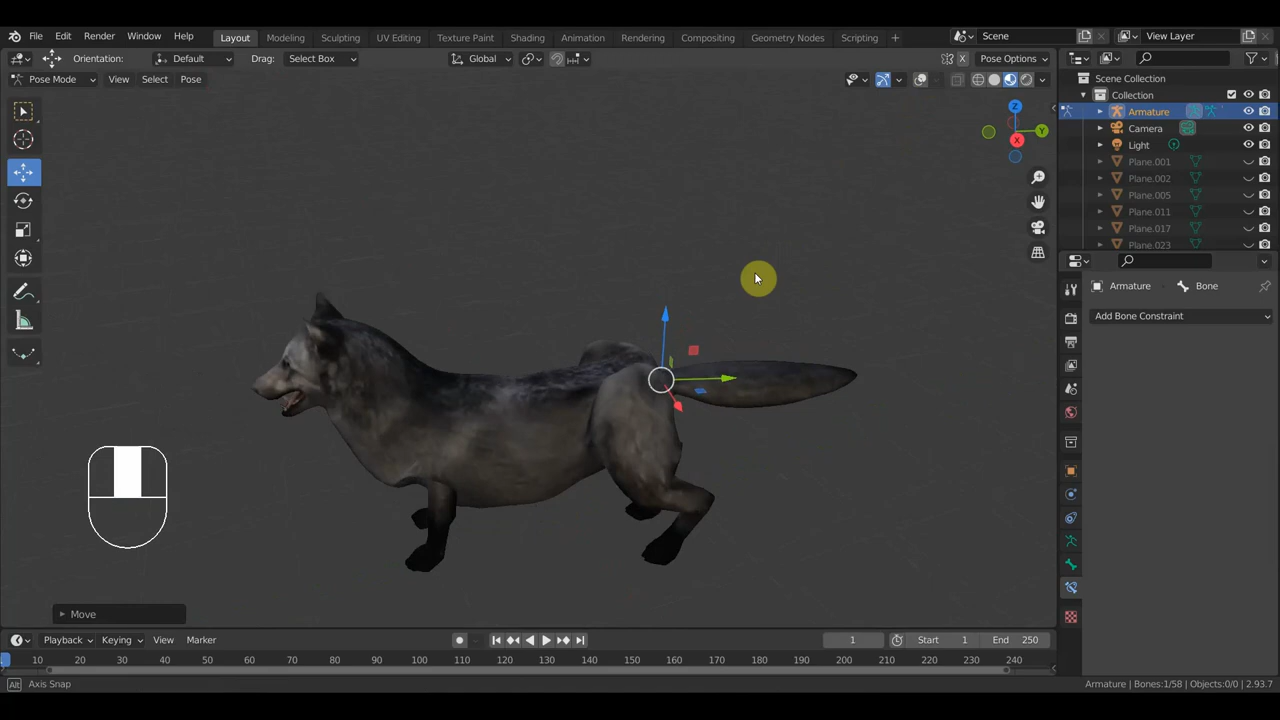 File Edit Render Window Help Layout Modeling Sculpting UV Editing Texture Paint Shading Animation Rendering Compositing Geometry Nodes Scripting + Scene View Layer
Orientation: Default Drag: Select Box Global X Pose Options
Pose Mode View Select Pose
Scene Collection
Collection
Armature
Camera
Light
Plane.001
Plane.002
Plane.005
Plane.011
Plane.017
Plane.023
Z
Y
X
Armature Bone
Add Bone Constraint
Move
Playback Keying View Marker 1 Start 1 End 250
10 20 30 40 50 60 70 80 90 100 110 120 130 140 150 160 170 180 190 200 210 220 230 240
Alt Axis Snap Armature | Bones:1/58 | Objects:0/0 | 2.93.7